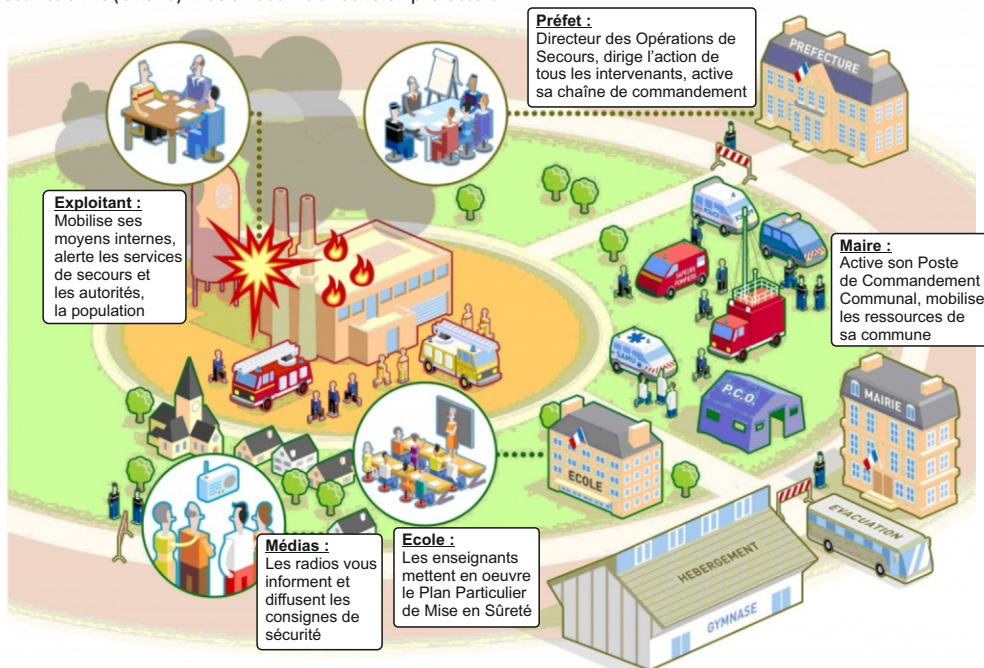 Préfet :
Directeur des Opérations de
Secours, dirige l'action de
tous les intervenants, active
sa chaîne de commandement
PREFECTURE
Exploitant :
Mobilise ses
moyens internes,
alerte les services
de secours et
les autorités,
la population
POLICE
SAPEURS
POMPIERS
Maire :
Active son Poste
de Commandement
Communal, mobilise
les ressources de
sa commune
SAMU
P.C.O.
MAIRIE
ECOLE
EVACUATION
HEBERGEMENT
GYMNASE
Médias :
Les radios vous
informent et
diffusent les
consignes de
sécurité
Ecole :
Les enseignants
mettent en oeuvre
le Plan Particulier
de Mise en Sûreté